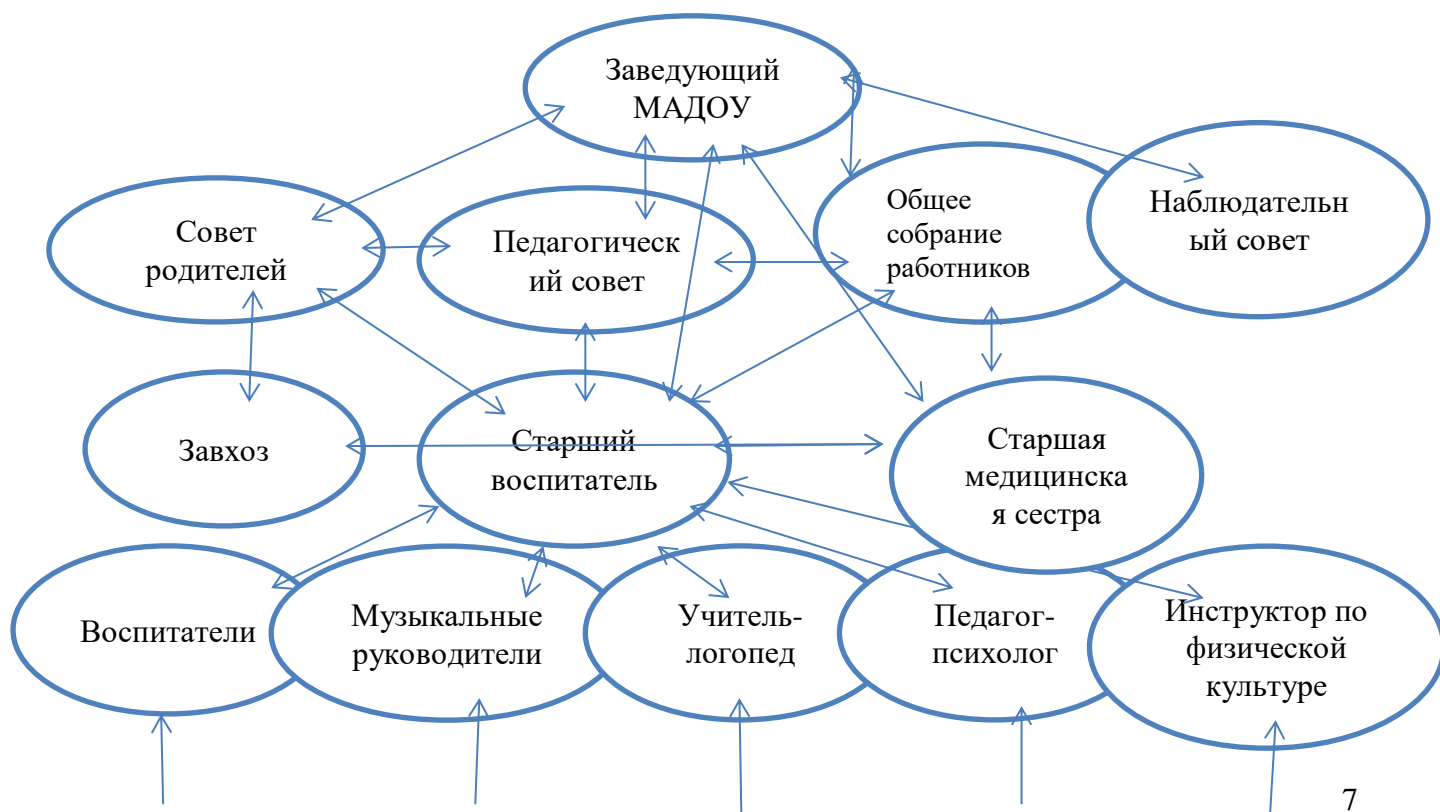 Заведующий
МАДОУ
Совет
родителей
Педагогическ
ий совет
Общее
собрание
работников
Наблюдательн
ый совет
Завхоз
Старший
воспитатель
Старшая
медицинска
я сестра
Воспитатели
Музыкальные
руководители
Учитель-
логопед
Педагог-
психолог
Инструктор по
физической
культуре
7